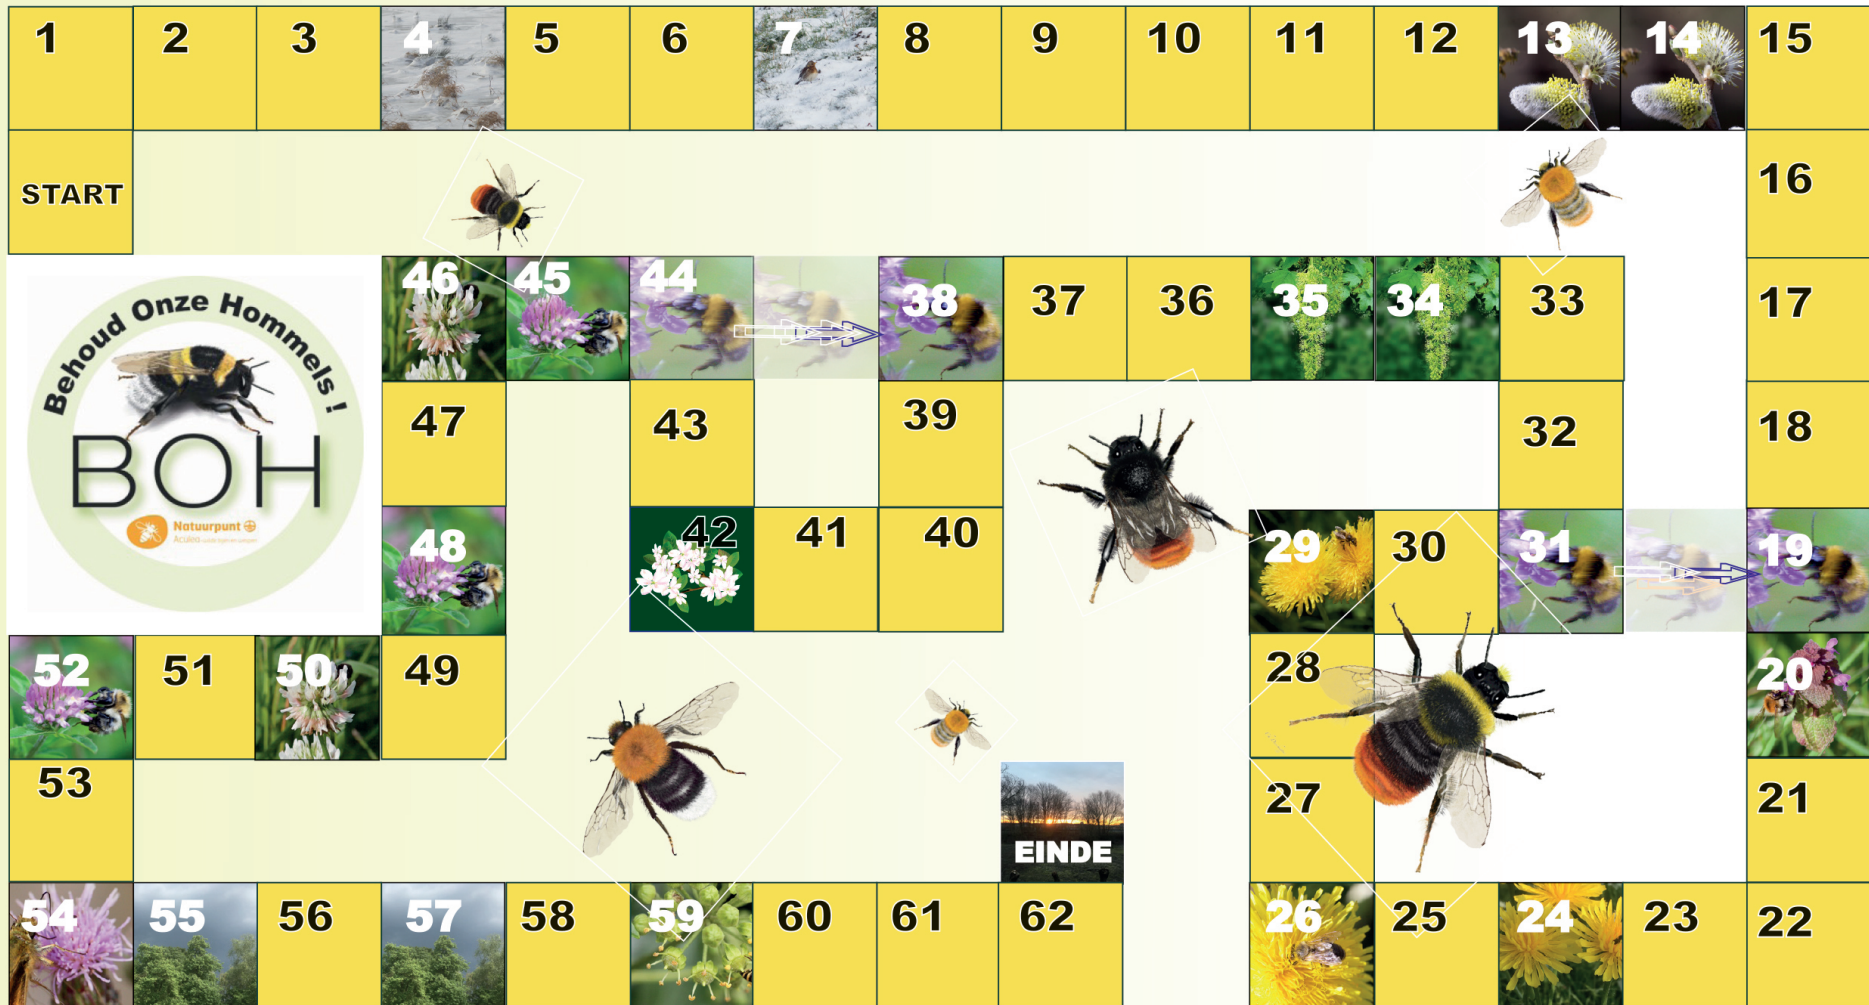 1 2 3 4 5 6 7 8 9 10 11 12 13 14 15
START 16
Behoud Onze Hommels !
BOH
Natuurpunt
Aculea
46 45 44 38 37 36 35 34 33 17
47 43 39 32 18
48 42 41 40 29 30 31 19
52 51 50 49 28 20
53 27 21
EINDE
54 55 56 57 58 59 60 61 62 26 25 24 23 22